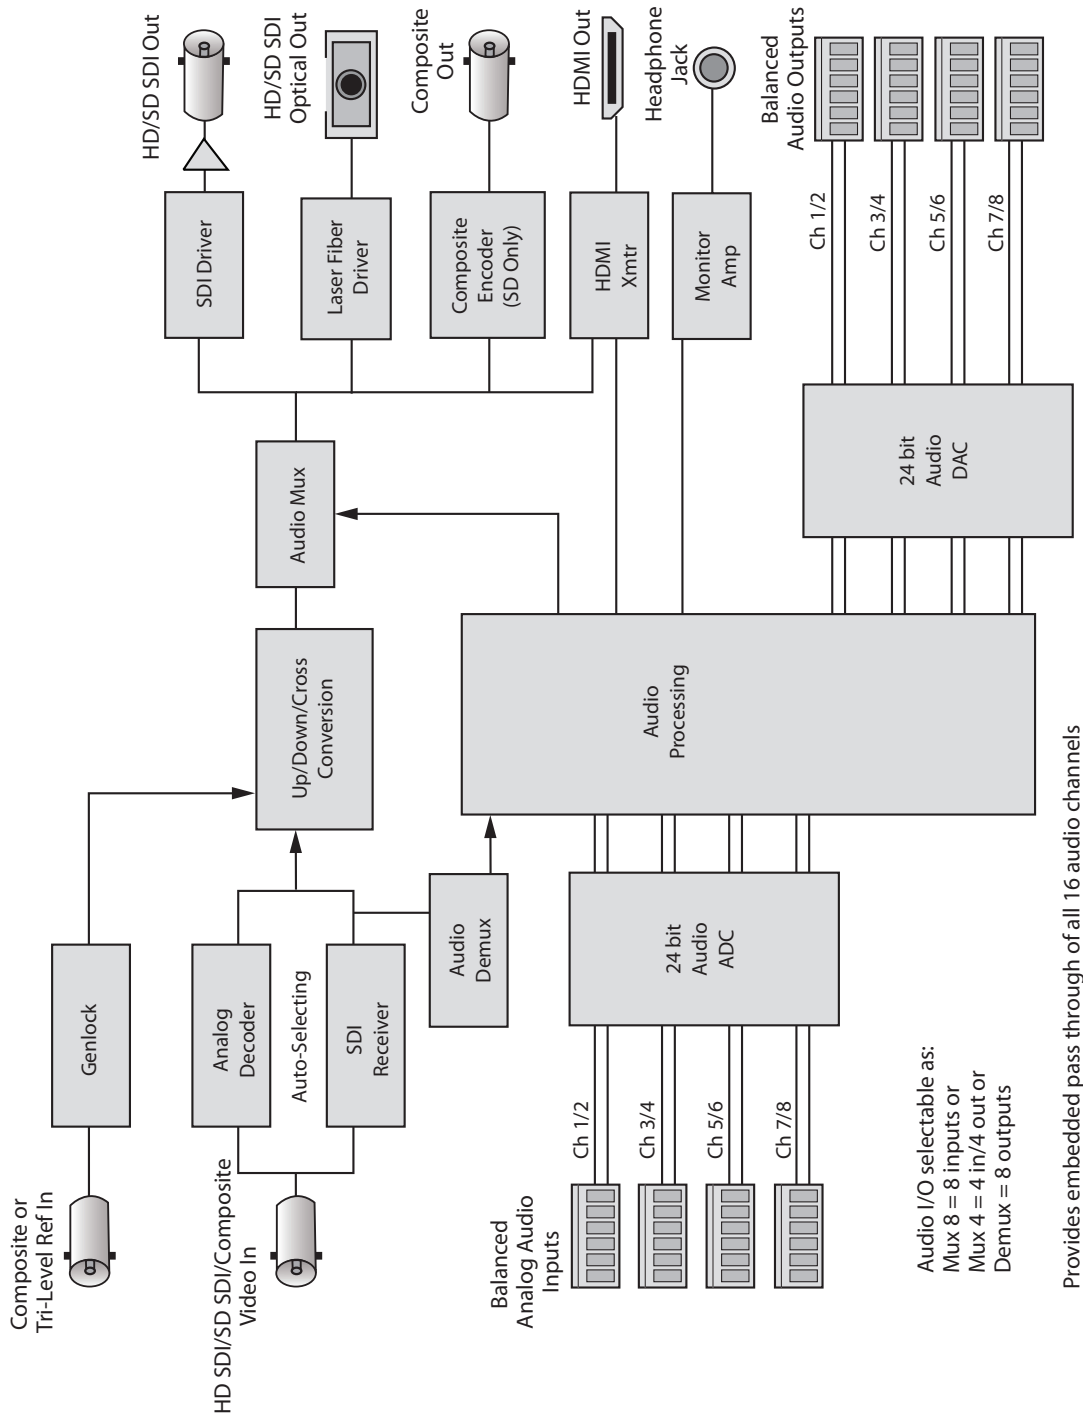 Composite or
Tri-Level Ref In
Genlock
HD SDI/SD SDI/Composite
Video In
Analog
Decoder
Auto-Selecting
SDI
Receiver
Up/Down/Cross
Conversion
Audio Mux
SDI Driver
HD/SD SDI Out
Laser Fiber
Driver
HD/SD SDI
Optical Out
Composite
Encoder
(SD Only)
Composite
Out
HDMI
Xmtr
HDMI Out
Monitor
Amp
Headphone
Jack
Audio
Demux
Balanced
Analog Audio
Inputs
Ch 1/2
Ch 3/4
Ch 5/6
Ch 7/8
24 bit
Audio
ADC
Audio
Processing
24 bit
Audio
DAC
Ch 1/2
Ch 3/4
Ch 5/6
Ch 7/8
Balanced
Audio Outputs
Audio I/O selectable as:
Mux 8 = 8 inputs or
Mux 4 = 4 in/4 out or
Demux = 8 outputs
Provides embedded pass through of all 16 audio channels